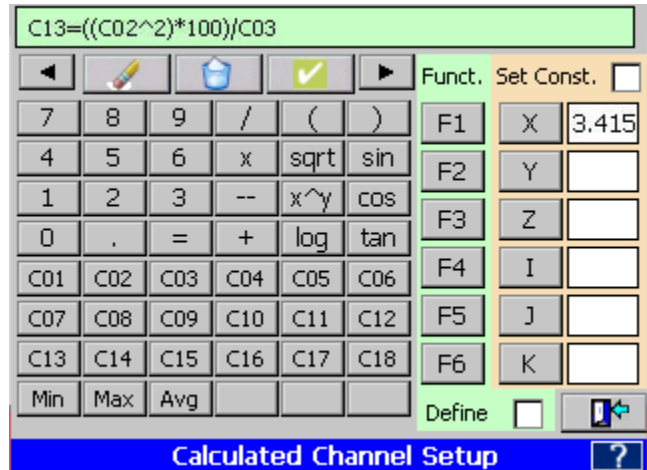 C13=((C02^2)*100)/C03
Funct. Set Const.
7 8 9 / ( ) F1 X 3.415
4 5 6 x sqrt sin F2 Y
1 2 3 -- x^y cos F3 Z
0 . = + log tan F4 I
C01 C02 C03 C04 C05 C06
C07 C08 C09 C10 C11 C12 F5 J
C13 C14 C15 C16 C17 C18 F6 K
Min Max Avg Define
Calculated Channel Setup ?